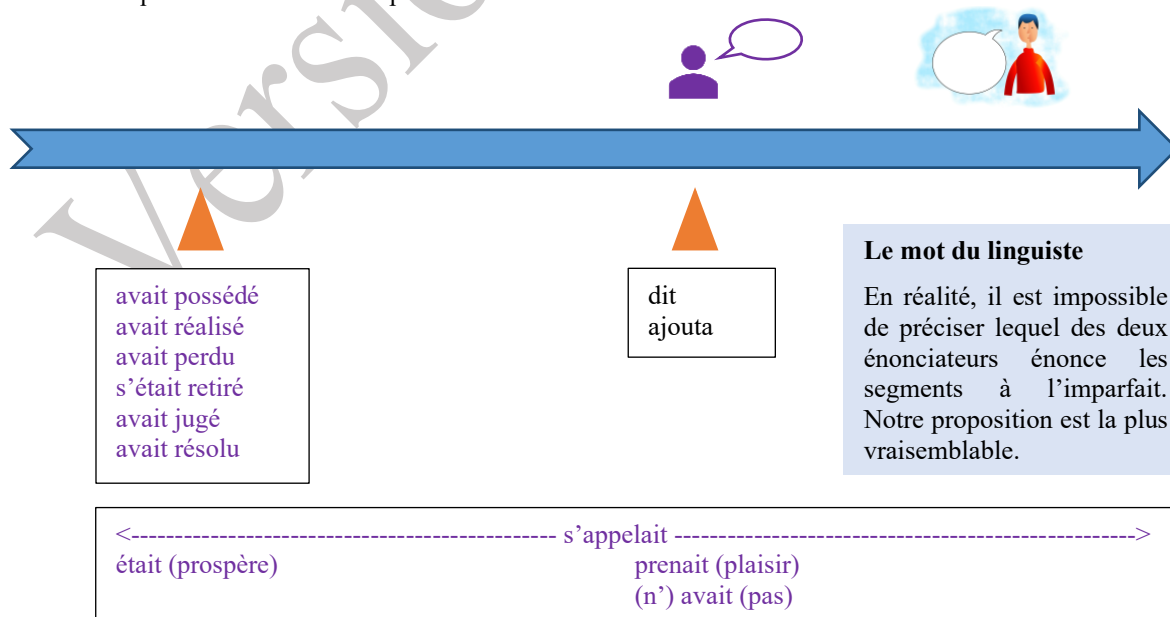 Versio
avait possédé
avait réalisé
avait perdu
s’était retiré
avait jugé
avait résolu
dit
ajouta
Le mot du linguiste
En réalité, il est impossible
de préciser lequel des deux
énonciateurs énonce les
segments à l’imparfait.
Notre proposition est la plus
vraisemblable.
<------------------------------------------------- s’appelait ----------------------------------------------------->
était (prospère) prenait (plaisir)
(n’) avait (pas)